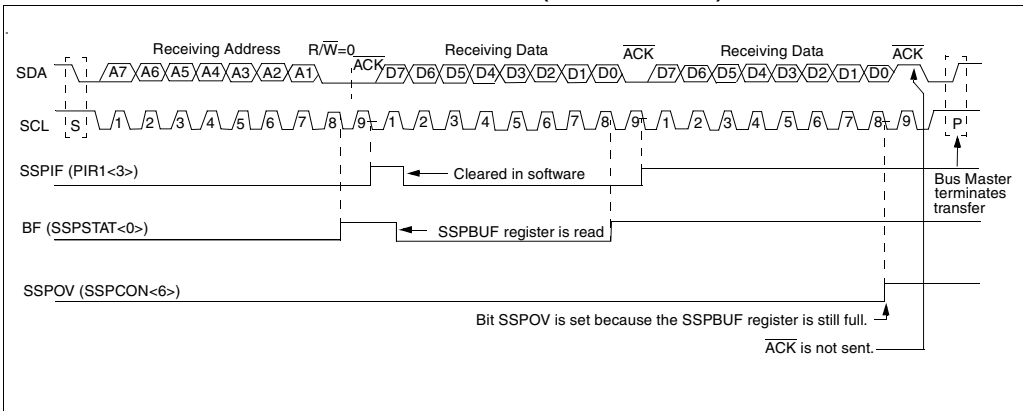 Receiving Address R/W=0 Receiving Data ACK Receiving Data ACK
ACK
SDA A7 A6 A5 A4 A3 A2 A1 D7 D6 D5 D4 D3 D2 D1 D0 D7 D6 D5 D4 D3 D2 D1 D0
SCL S 1 2 3 4 5 6 7 8 9 1 2 3 4 5 6 7 8 9 1 2 3 4 5 6 7 8 9 P
SSPIF (PIR1<3>)
Cleared in software
Bus Master
terminates
transfer
BF (SSPSTAT<0>)
SSPBUF register is read
SSPOV (SSPCON<6>)
Bit SSPOV is set because the SSPBUF register is still full.
ACK is not sent.